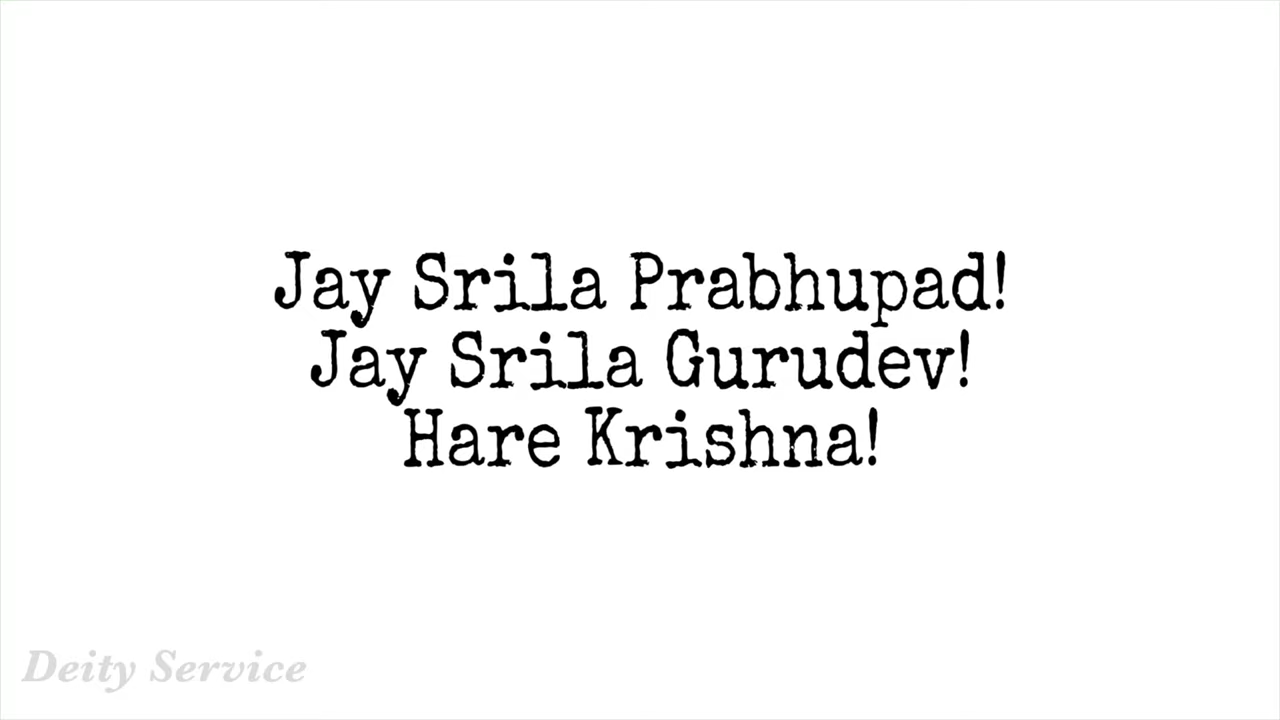 Jay Srila Prabhupad!
Jay Srila Gurudev!
Hare Krishna!
Deity Service